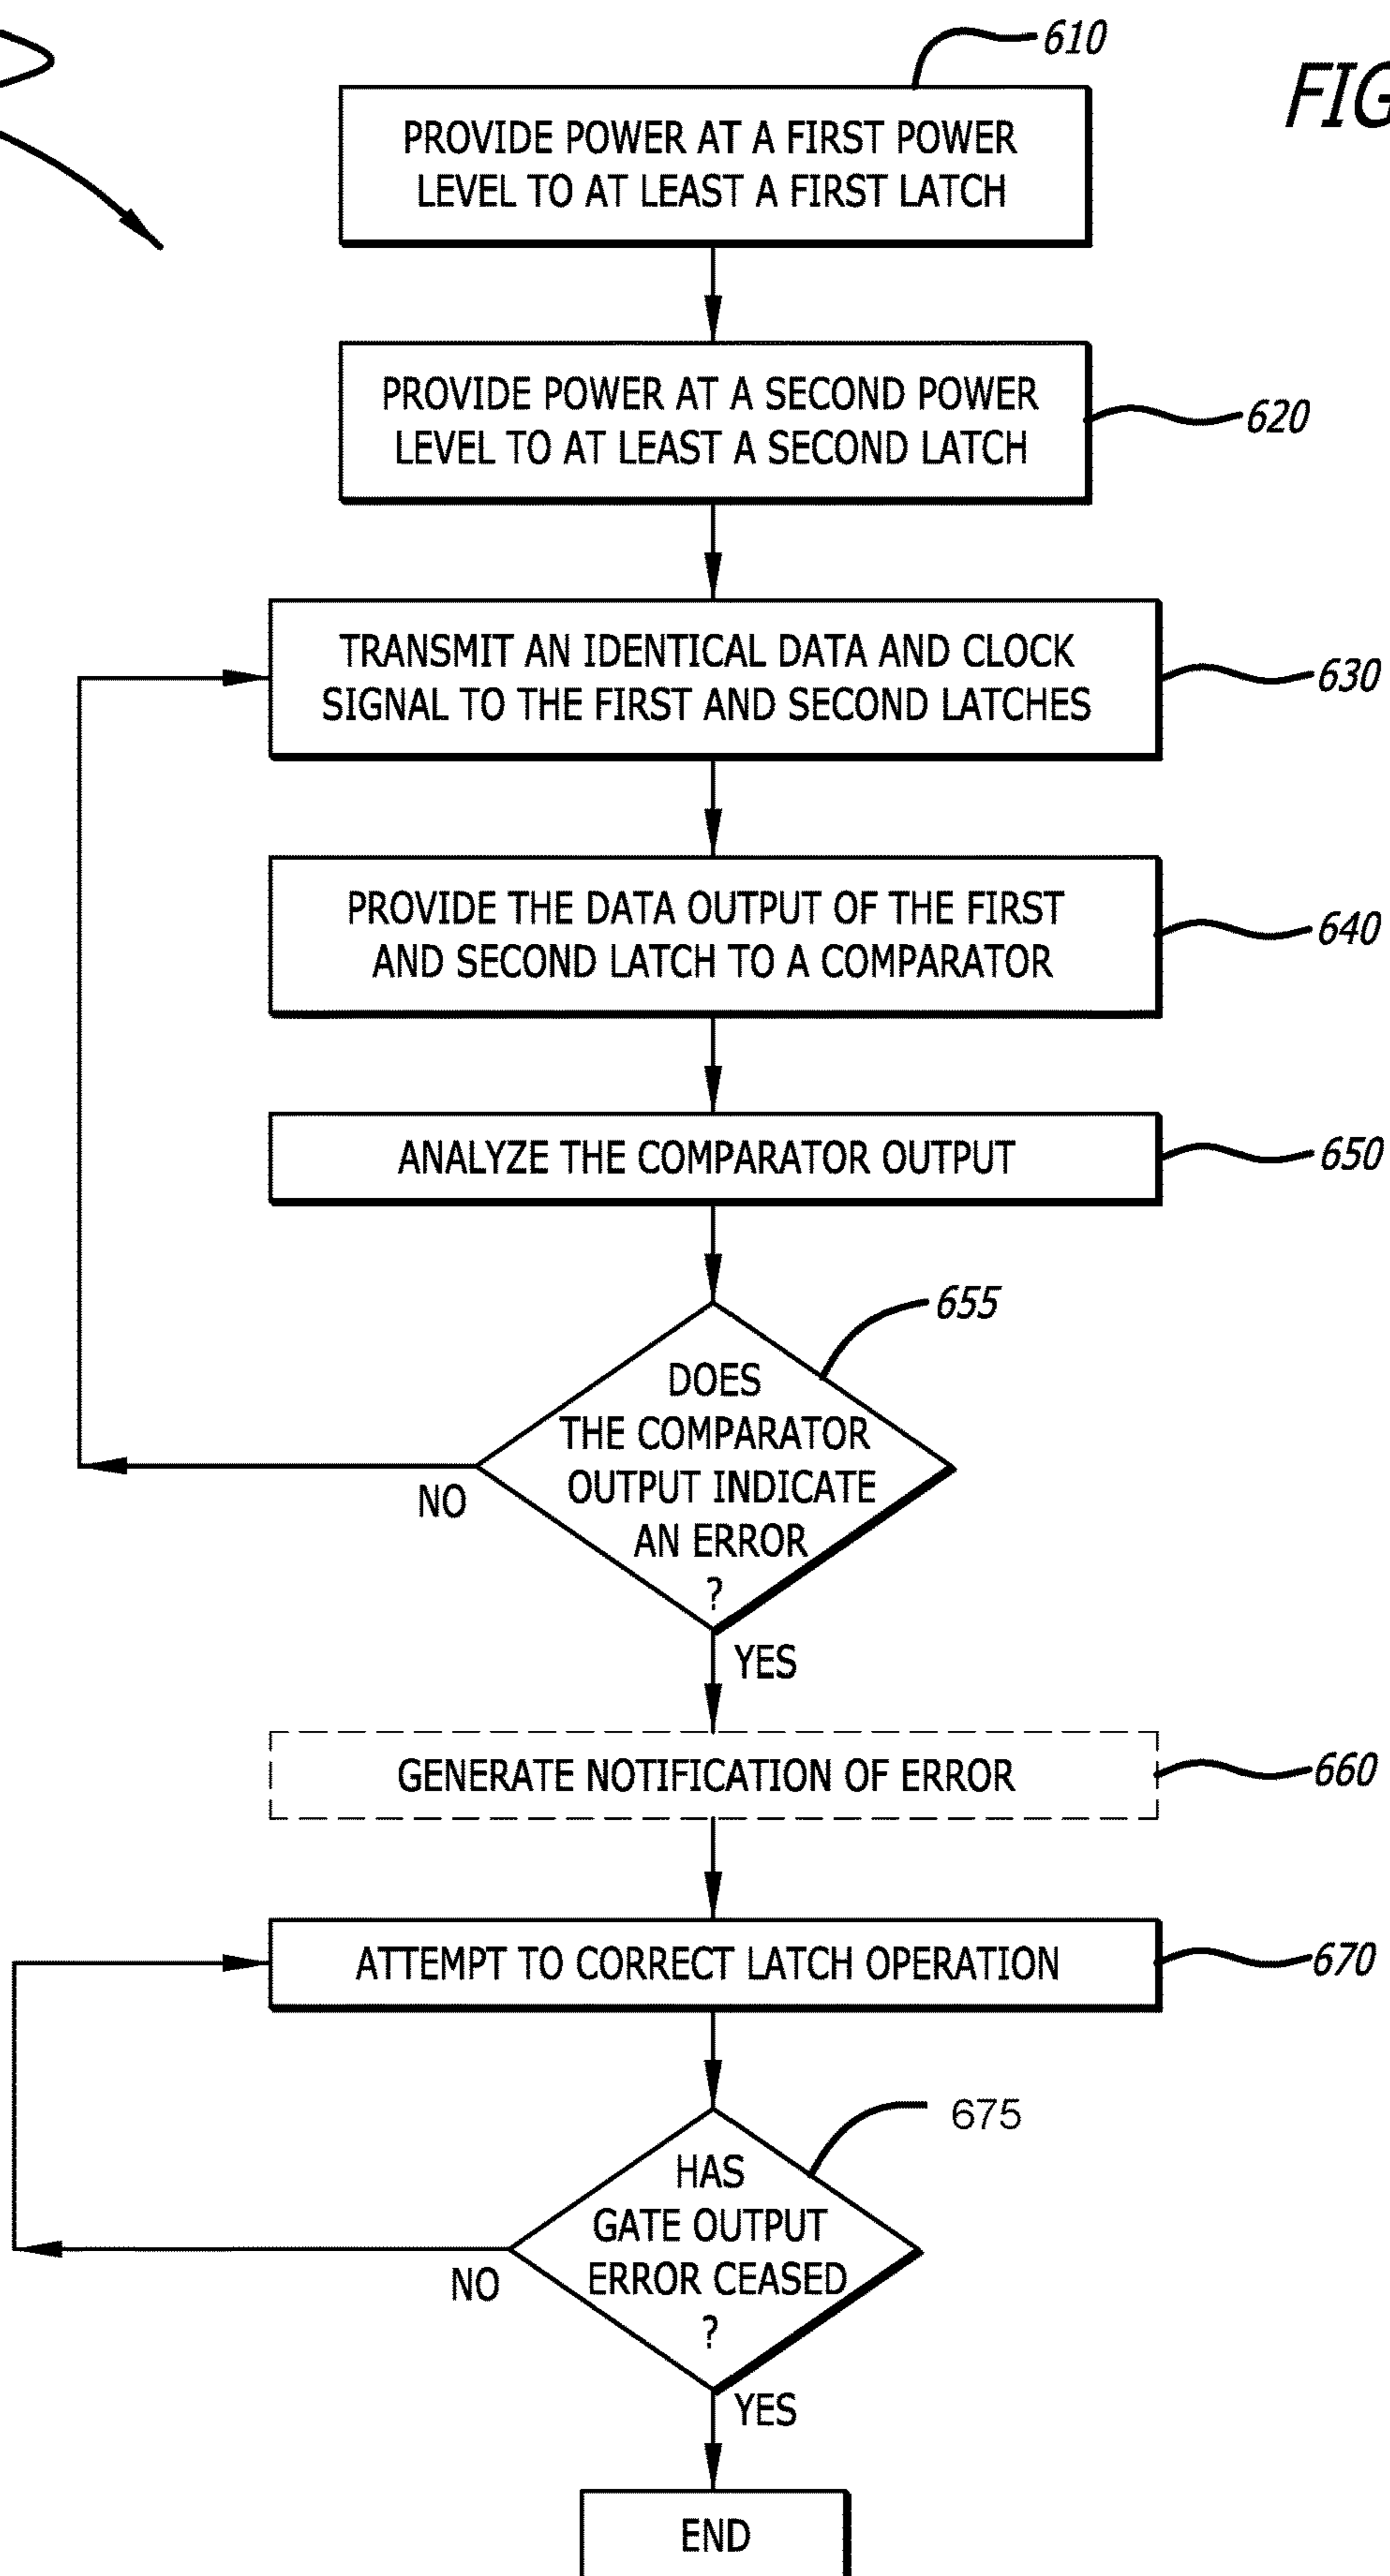 610
FIG
PROVIDE POWER AT A FIRST POWER
LEVEL TO AT LEAST A FIRST LATCH
PROVIDE POWER AT A SECOND POWER
LEVEL TO AT LEAST A SECOND LATCH
620
TRANSMIT AN IDENTICAL DATA AND CLOCK
SIGNAL TO THE FIRST AND SECOND LATCHES
630
PROVIDE THE DATA OUTPUT OF THE FIRST
AND SECOND LATCH TO A COMPARATOR
640
ANALYZE THE COMPARATOR OUTPUT
650
655
DOES
THE COMPARATOR
OUTPUT INDICATE
AN ERROR
?
NO
YES
GENERATE NOTIFICATION OF ERROR
660
ATTEMPT TO CORRECT LATCH OPERATION
670
675
HAS
GATE OUTPUT
ERROR CEASED
?
NO
YES
END